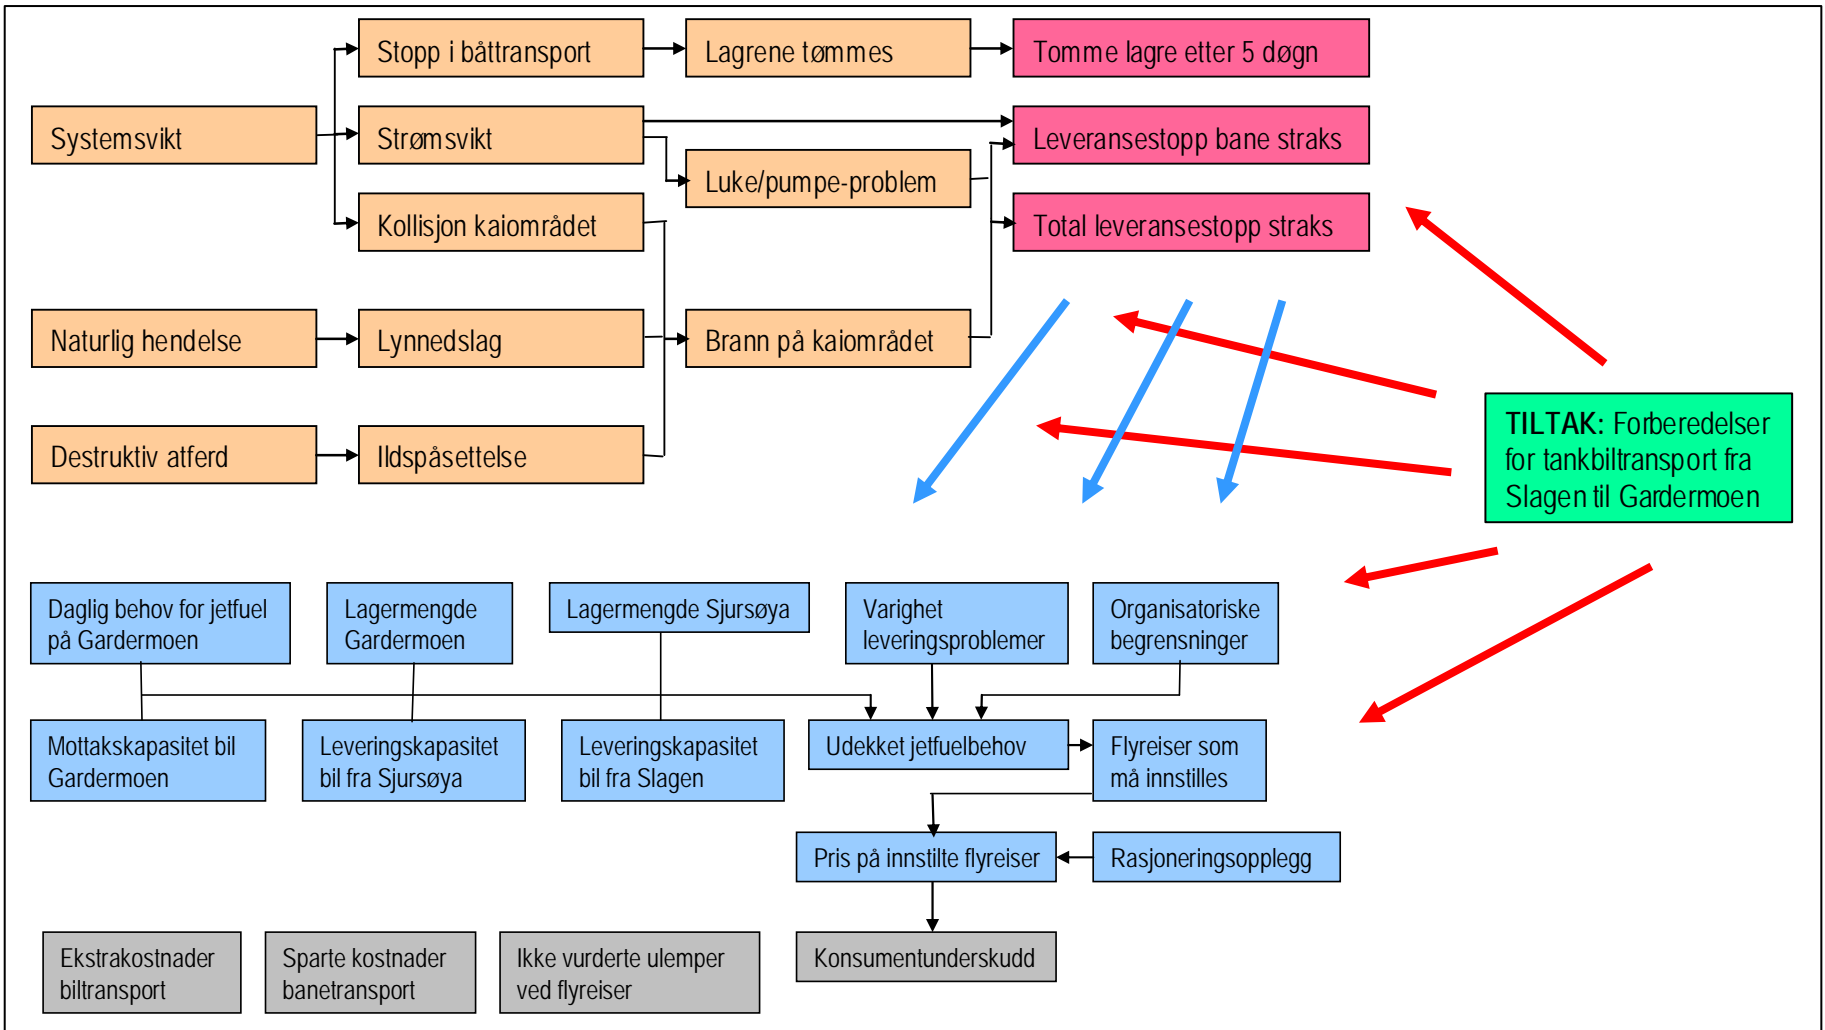 Stopp i båttransport
Lagrene tømmes
Tomme lagre etter 5 døgn
Systemsvikt
Strømsvikt
Leveransestopp bane straks
Luke/pumpe-problem
Kollisjon kaiområdet
Total leveransestopp straks
Naturlig hendelse
Lynnedslag
Brann på kaiområdet
Destruktiv atferd
Ildspåsettelse
TILTAK: Forberedelser
for tankbiltransport fra
Slagen til Gardermoen
Daglig behov for jetfuel
på Gardermoen
Lagermengde
Gardermoen
Lagermengde Sjursøya
Varighet
leveringsproblemer
Organisatoriske
begrensninger
Mottakskapasitet bil
Gardermoen
Leveringskapasitet
bil fra Sjursøya
Leveringskapasitet
bil fra Slagen
Udekket jetfuelbehov
Flyreiser som
må innstilles
Pris på innstilte flyreiser
Rasjoneringsopplegg
Ekstrakostnader
biltransport
Sparte kostnader
banetransport
Ikke vurderte ulemper
ved flyreiser
Konsumentunderskudd